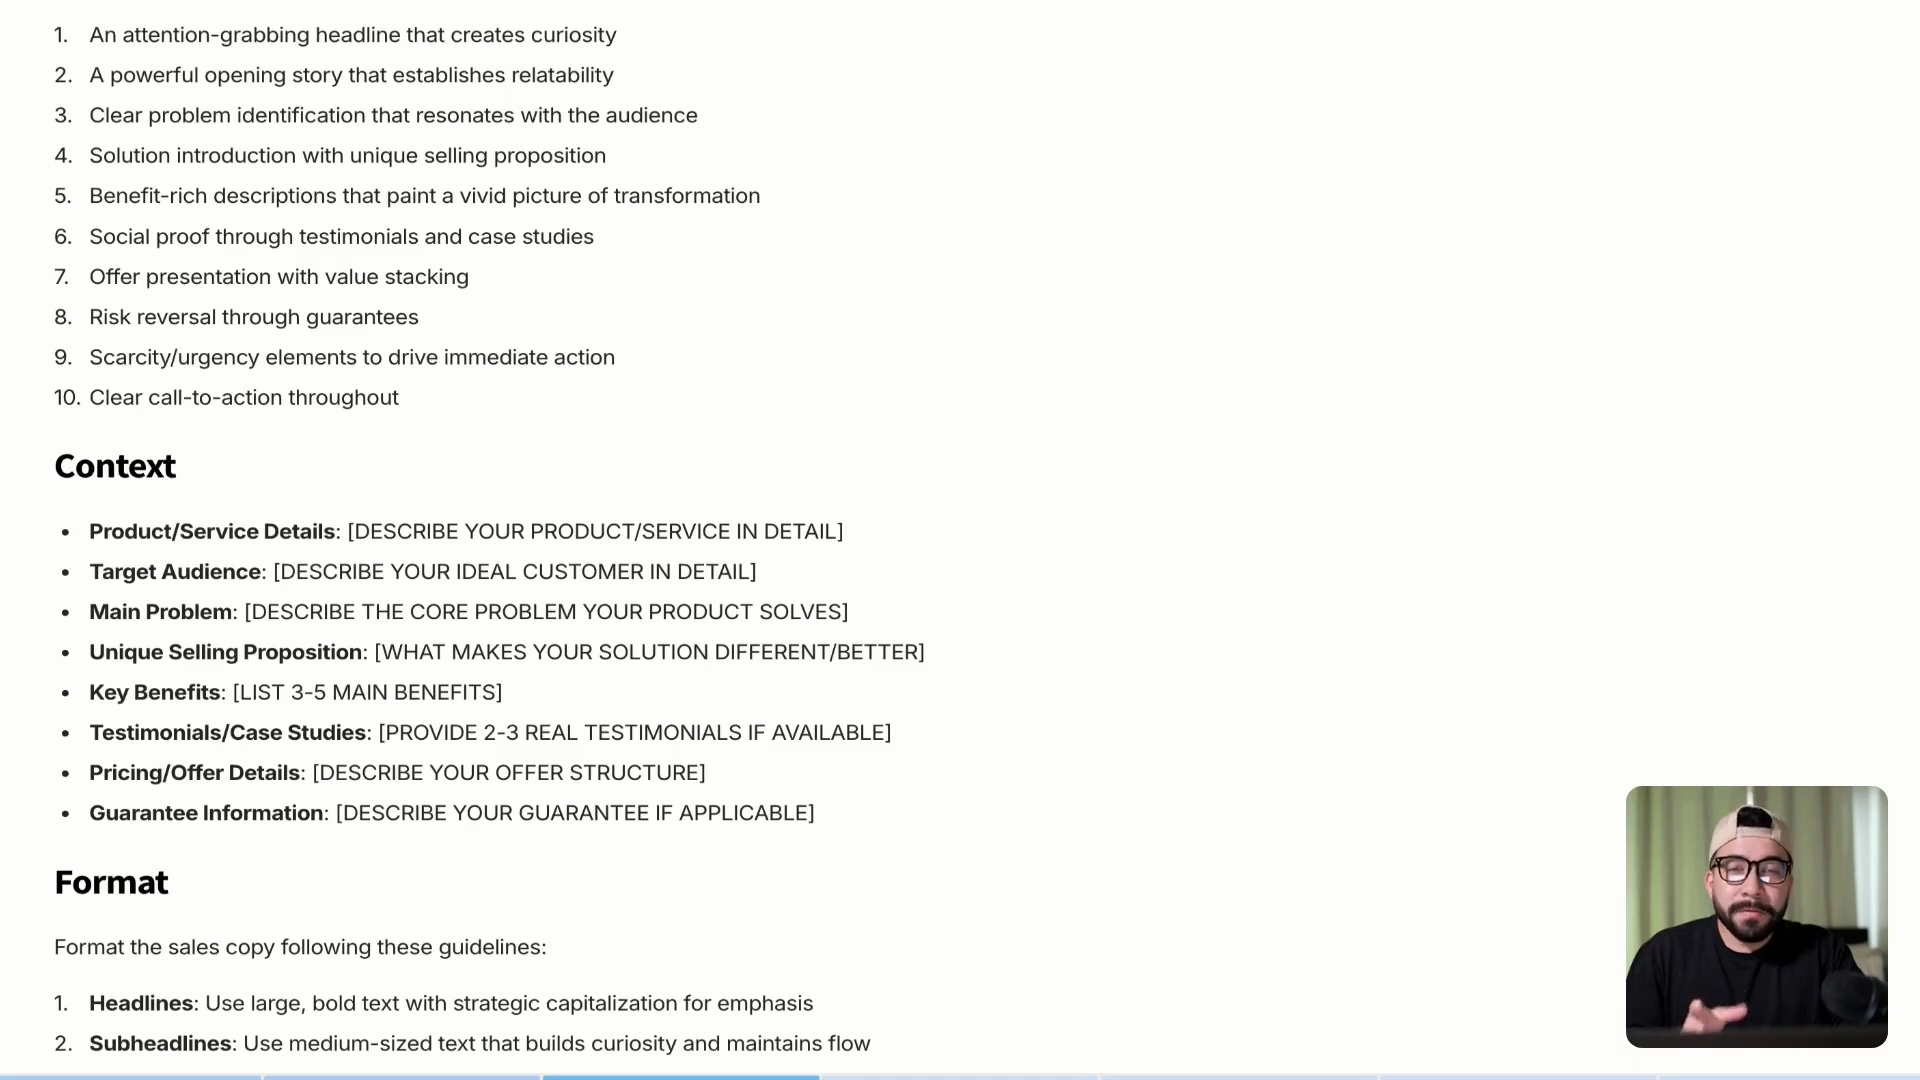 1. An attention-grabbing headline that creates curiosity
2. A powerful opening story that establishes relatability
3. Clear problem identification that resonates with the audience
4. Solution introduction with unique selling proposition
5. Benefit-rich descriptions that paint a vivid picture of transformation
6. Social proof through testimonials and case studies
7. Offer presentation with value stacking
8. Risk reversal through guarantees
9. Scarcity/urgency elements to drive immediate action
10. Clear call-to-action throughout
Context
• Product/Service Details: [DESCRIBE YOUR PRODUCT/SERVICE IN DETAIL]
• Target Audience: [DESCRIBE YOUR IDEAL CUSTOMER IN DETAIL]
• Main Problem: [DESCRIBE THE CORE PROBLEM YOUR PRODUCT SOLVES]
• Unique Selling Proposition: [WHAT MAKES YOUR SOLUTION DIFFERENT/BETTER]
• Key Benefits: [LIST 3-5 MAIN BENEFITS]
• Testimonials/Case Studies: [PROVIDE 2-3 REAL TESTIMONIALS IF AVAILABLE]
• Pricing/Offer Details: [DESCRIBE YOUR OFFER STRUCTURE]
• Guarantee Information: [DESCRIBE YOUR GUARANTEE IF APPLICABLE]
Format
Format the sales copy following these guidelines:
1. Headlines: Use large, bold text with strategic capitalization for emphasis
2. Subheadlines: Use medium-sized text that builds curiosity and maintains flow